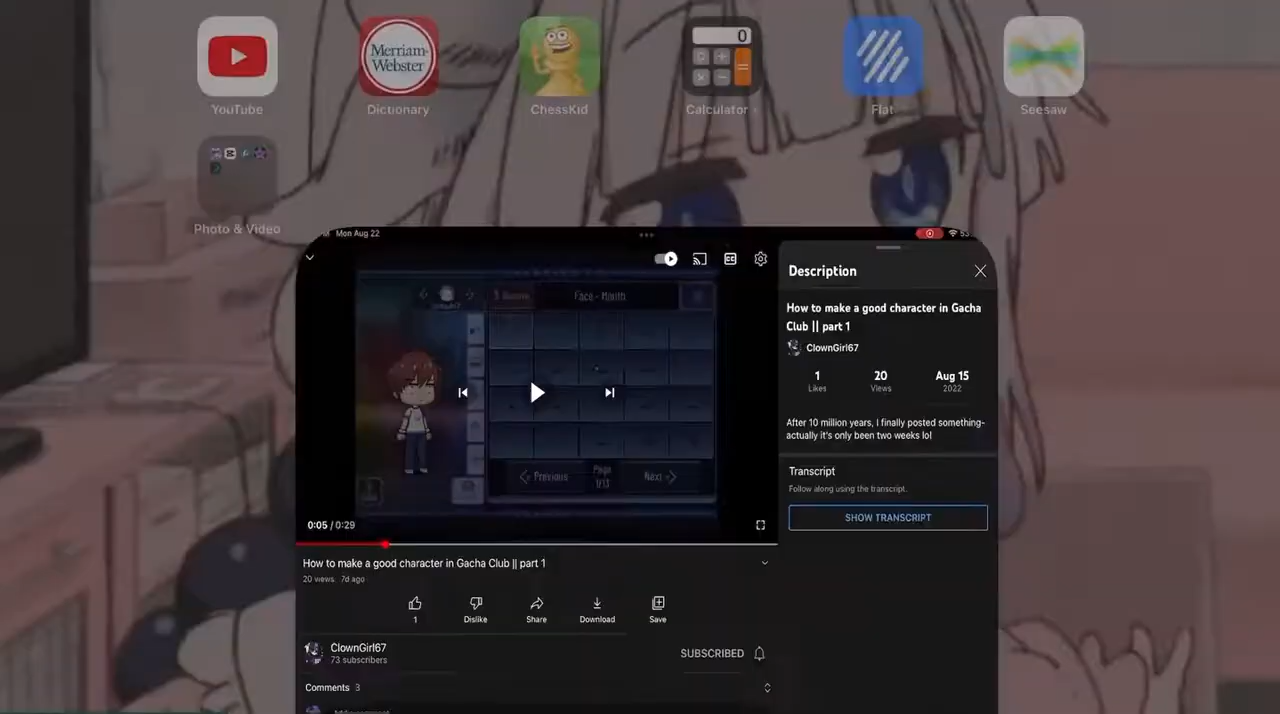 0
Merriam-
Webster
YouTube
Dictionary
ChessKid
Calculator
Flat
Seesaw
Photo & Video
Mon Aug 22
Face - Mouth
Previous
Page
1/13
Next
0:05 / 0:29
How to make a good character in Gacha Club || part 1
20 views 7d ago
1
Dislike
Share
Download
Save
ClownGirl67
73 subscribers
SUBSCRIBED
Comments 3
Description
How to make a good character in Gacha
Club || part 1
ClownGirl67
1
Likes
20
Views
Aug 15
2022
After 10 million years, I finally posted something-
actually it's only been two weeks lol
Transcript
Follow along using the transcript.
SHOW TRANSCRIPT